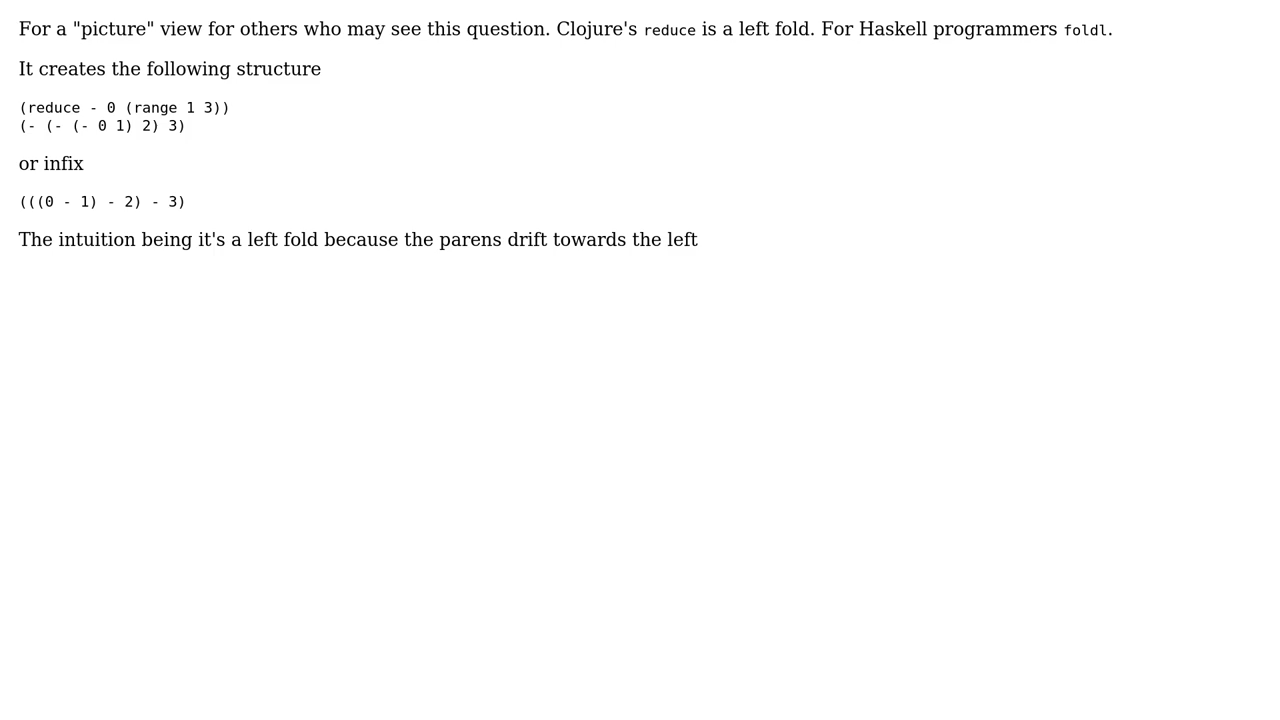 For a "picture" view for others who may see this question. Clojure's reduce is a left fold. For Haskell programmers foldl.
It creates the following structure
(reduce - 0 (range 1 3))
(- (- (- 0 1) 2) 3)
or infix
(((0 - 1) - 2) - 3)
The intuition being it's a left fold because the parens drift towards the left